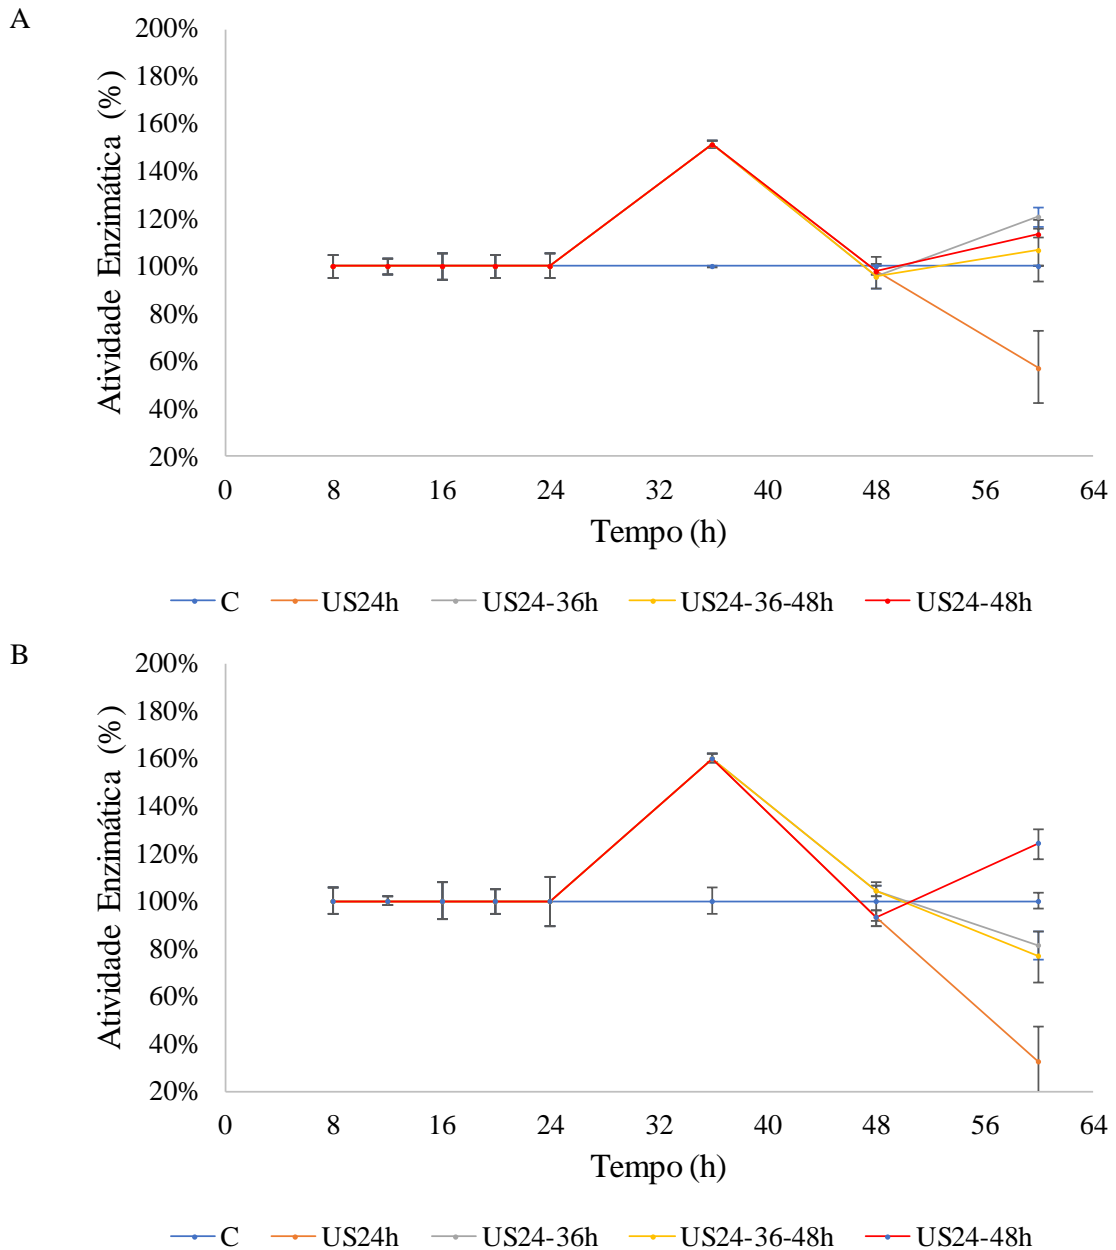 A
200%
180%
160%
140%
120%
100%
80%
60%
40%
20%
Atividade Enzimática (%)
0 8 16 24 32 40 48 56 64
Tempo (h)
C US24h US24-36h US24-36-48h US24-48h
B
200%
180%
160%
140%
120%
100%
80%
60%
40%
20%
Atividade Enzimática (%)
0 8 16 24 32 40 48 56 64
Tempo (h)
C US24h US24-36h US24-36-48h US24-48h